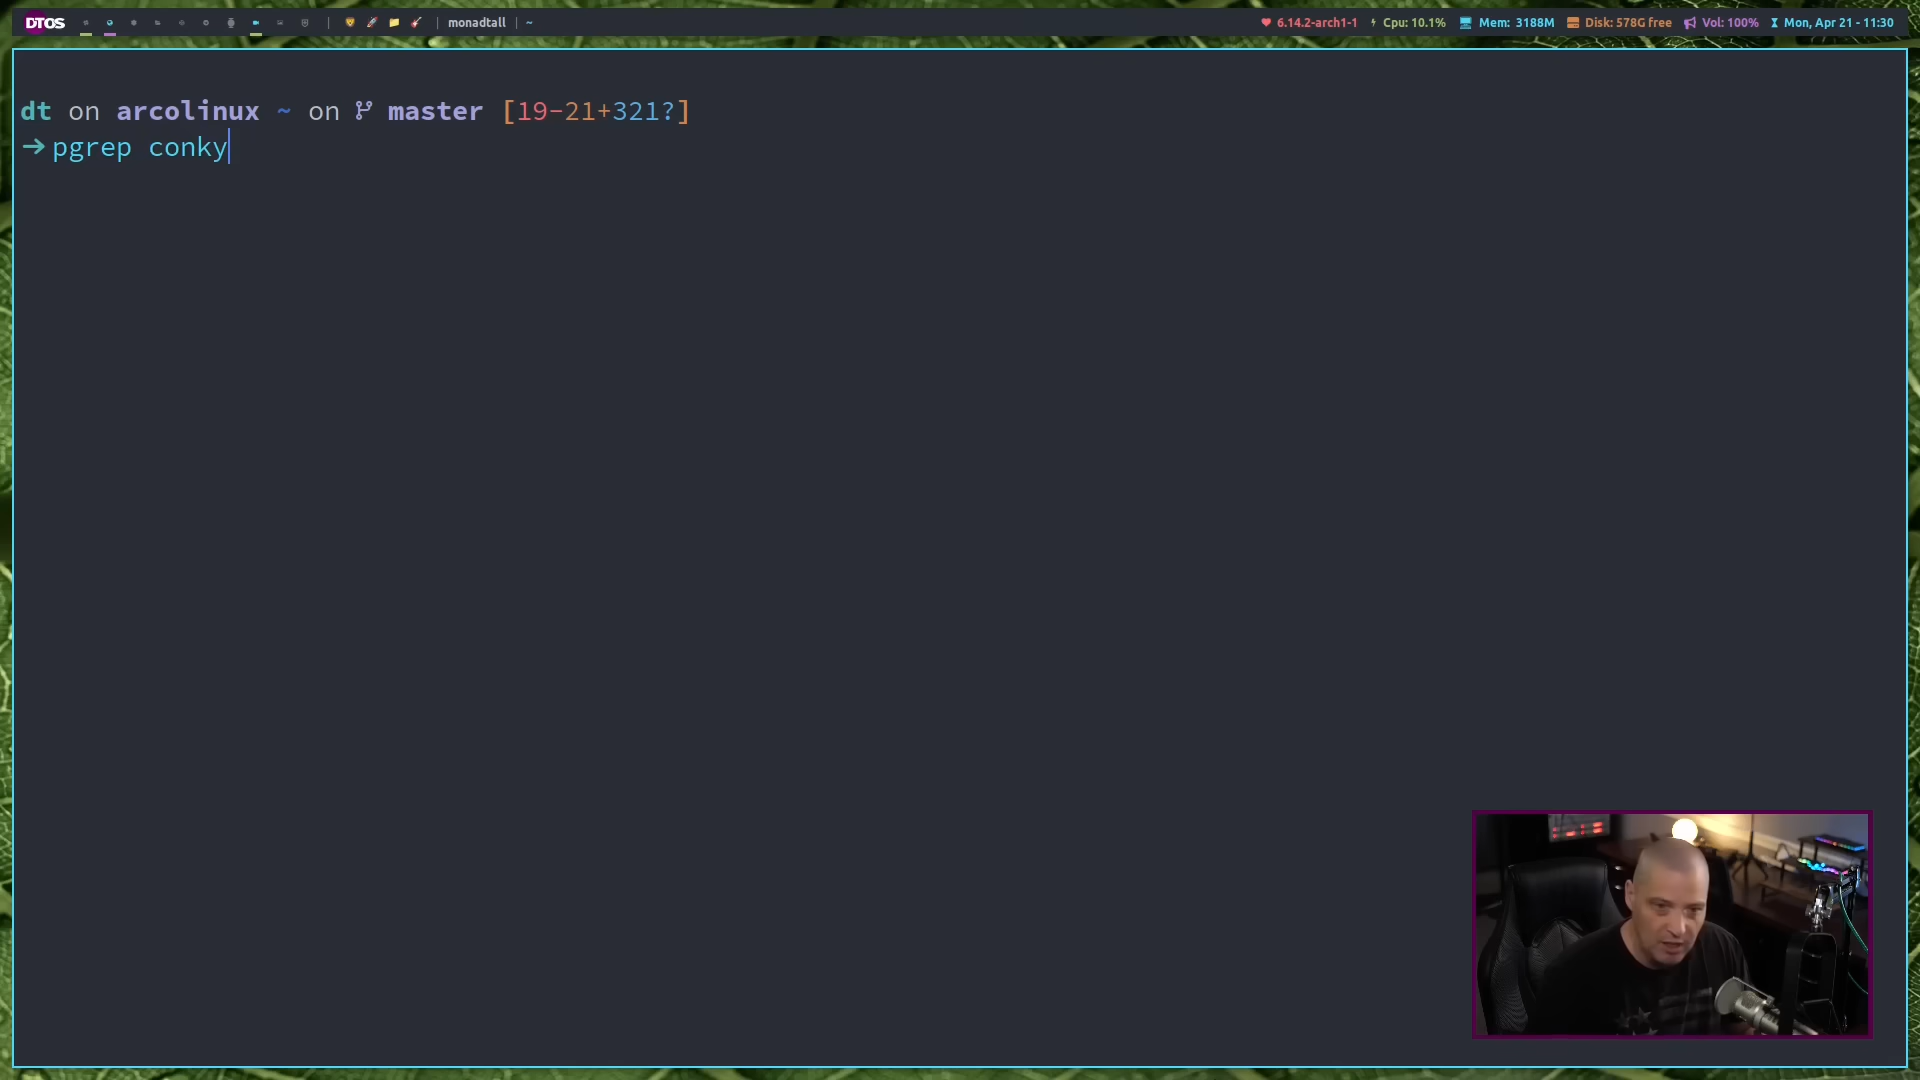 DTOS | monadtall | ~ 6.14.2-arch1-1 Cpu: 10.1% Mem: 3188M Disk: 578G free Vol: 100% Mon, Apr 21 - 11:30
dt on arcolinux ~ on master [19-21+321?]
→ pgrep conky